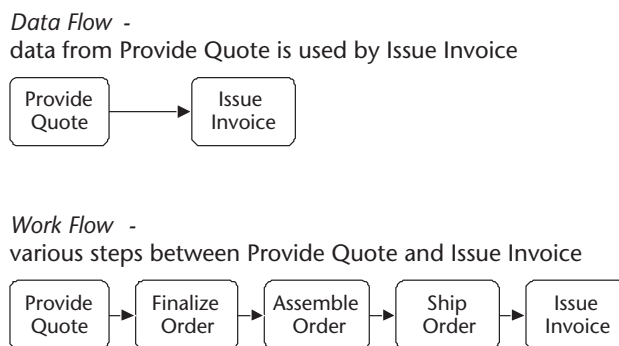 Data Flow -
data from Provide Quote is used by Issue Invoice
Provide
Quote
Issue
Invoice
Work Flow -
various steps between Provide Quote and Issue Invoice
Provide
Quote
Finalize
Order
Assemble
Order
Ship
Order
Issue
Invoice